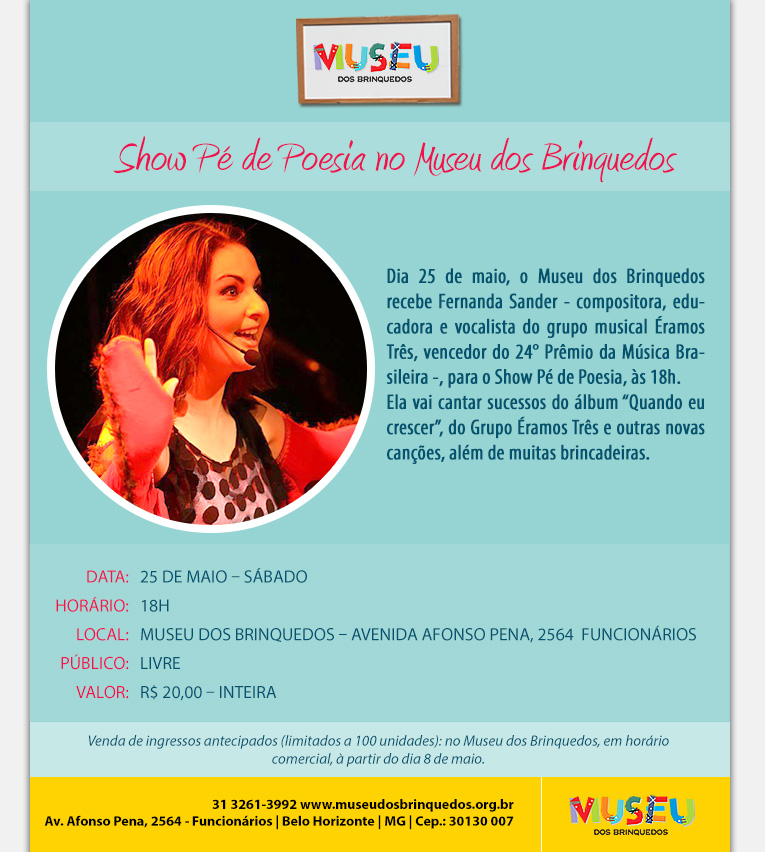 MUSEU
DOS BRINQUEDOS
Show Pé de Poesia no Museu dos Brinquedos
Dia 25 de maio, o Museu dos Brinquedos
recebe Fernanda Sander - compositora, edu-
cadora e vocalista do grupo musical Éramos
Três, vencedor do 24º Prêmio da Música Bra-
sileira -, para o Show Pé de Poesia, às 18h.
Ela vai cantar sucessos do álbum “Quando eu
crescer”, do Grupo Éramos Três e outras novas
canções, além de muitas brincadeiras.
DATA: 25 DE MAIO – SÁBADO
HORÁRIO: 18H
LOCAL: MUSEU DOS BRINQUEDOS – AVENIDA AFONSO PENA, 2564 FUNCIONÁRIOS
PÚBLICO: LIVRE
VALOR: R$ 20,00 – INTEIRA
Venda de ingressos antecipados (limitados a 100 unidades): no Museu dos Brinquedos, em horário
comercial, à partir do dia 8 de maio.
31 3261-3992 www.museudosbrinquedos.org.br
Av. Afonso Pena, 2564 - Funcionários | Belo Horizonte | MG | Cep.: 30130 007
MUSEU
DOS BRINQUEDOS